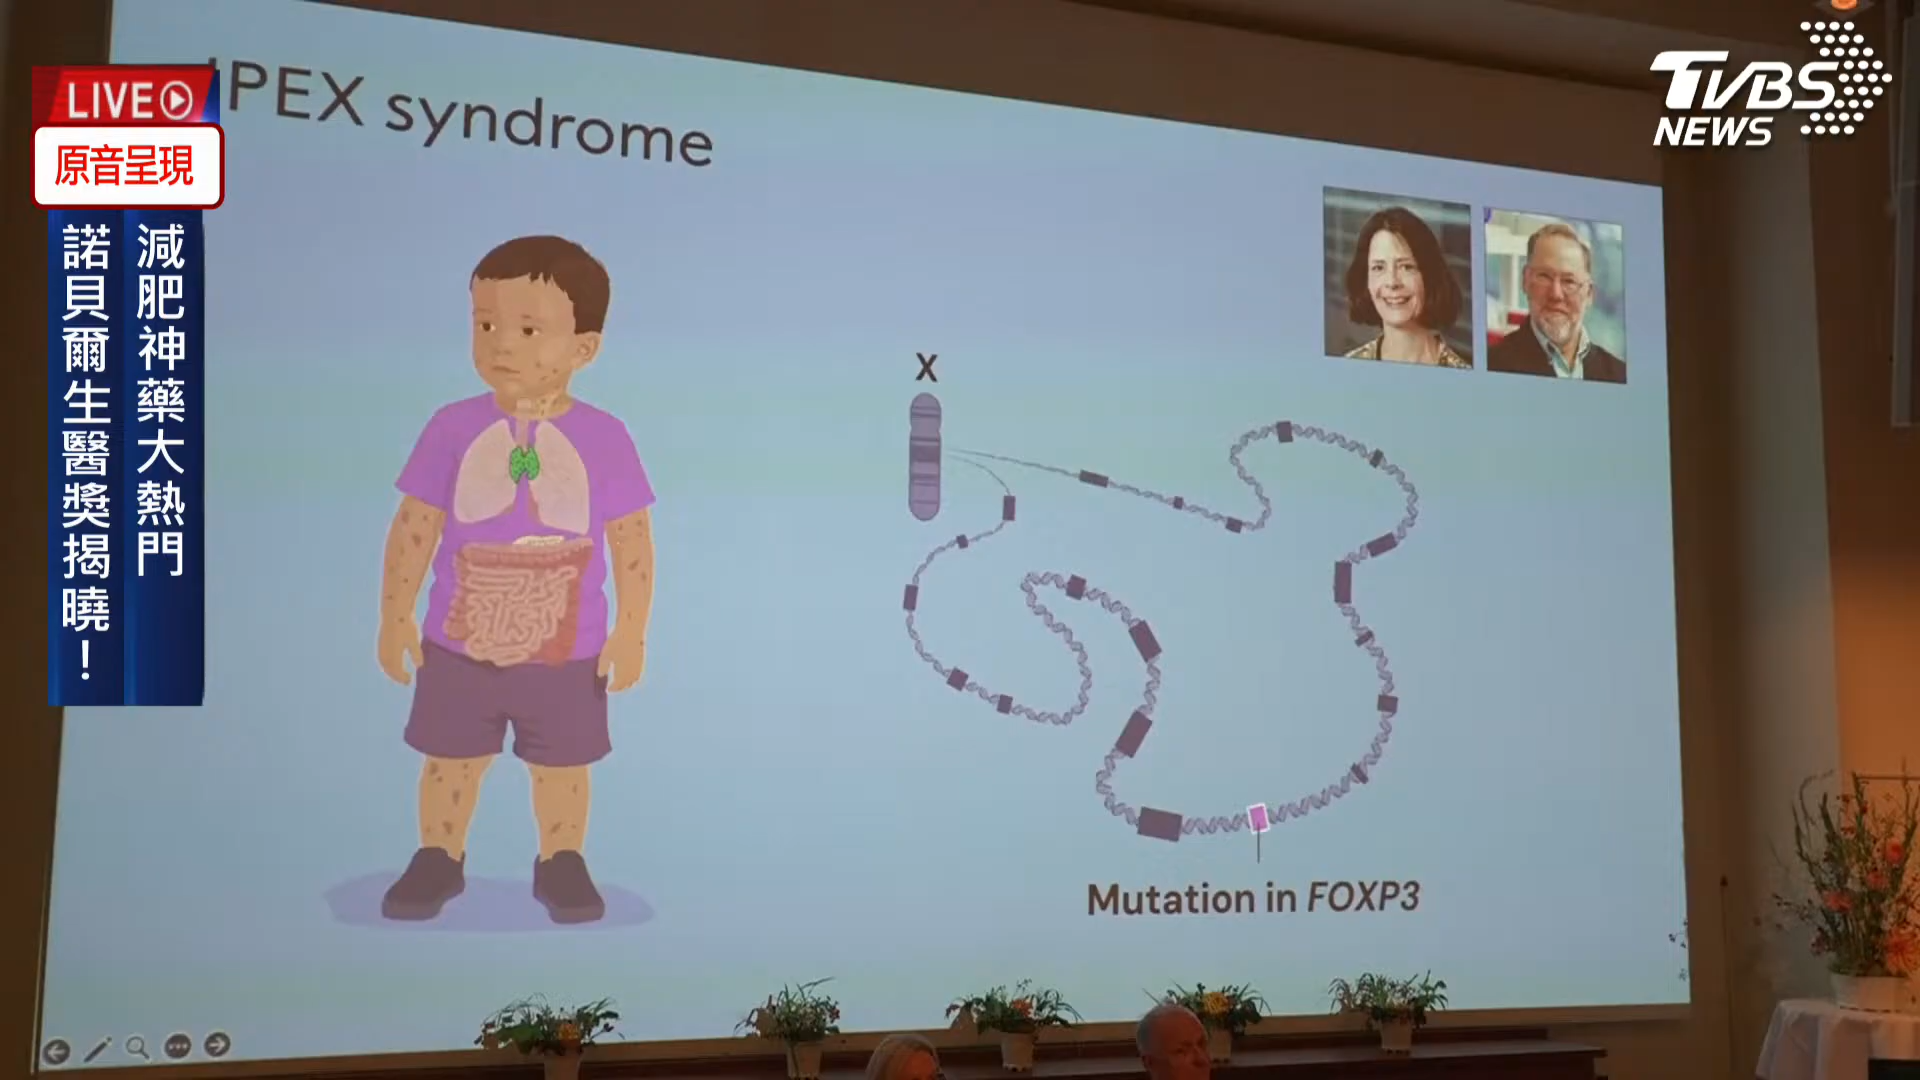 LIVE
原音呈現
減肥神藥大熱門
諾貝爾生醫獎揭曉!
TVBS
NEWS
IPEX syndrome
X
Mutation in FOXP3